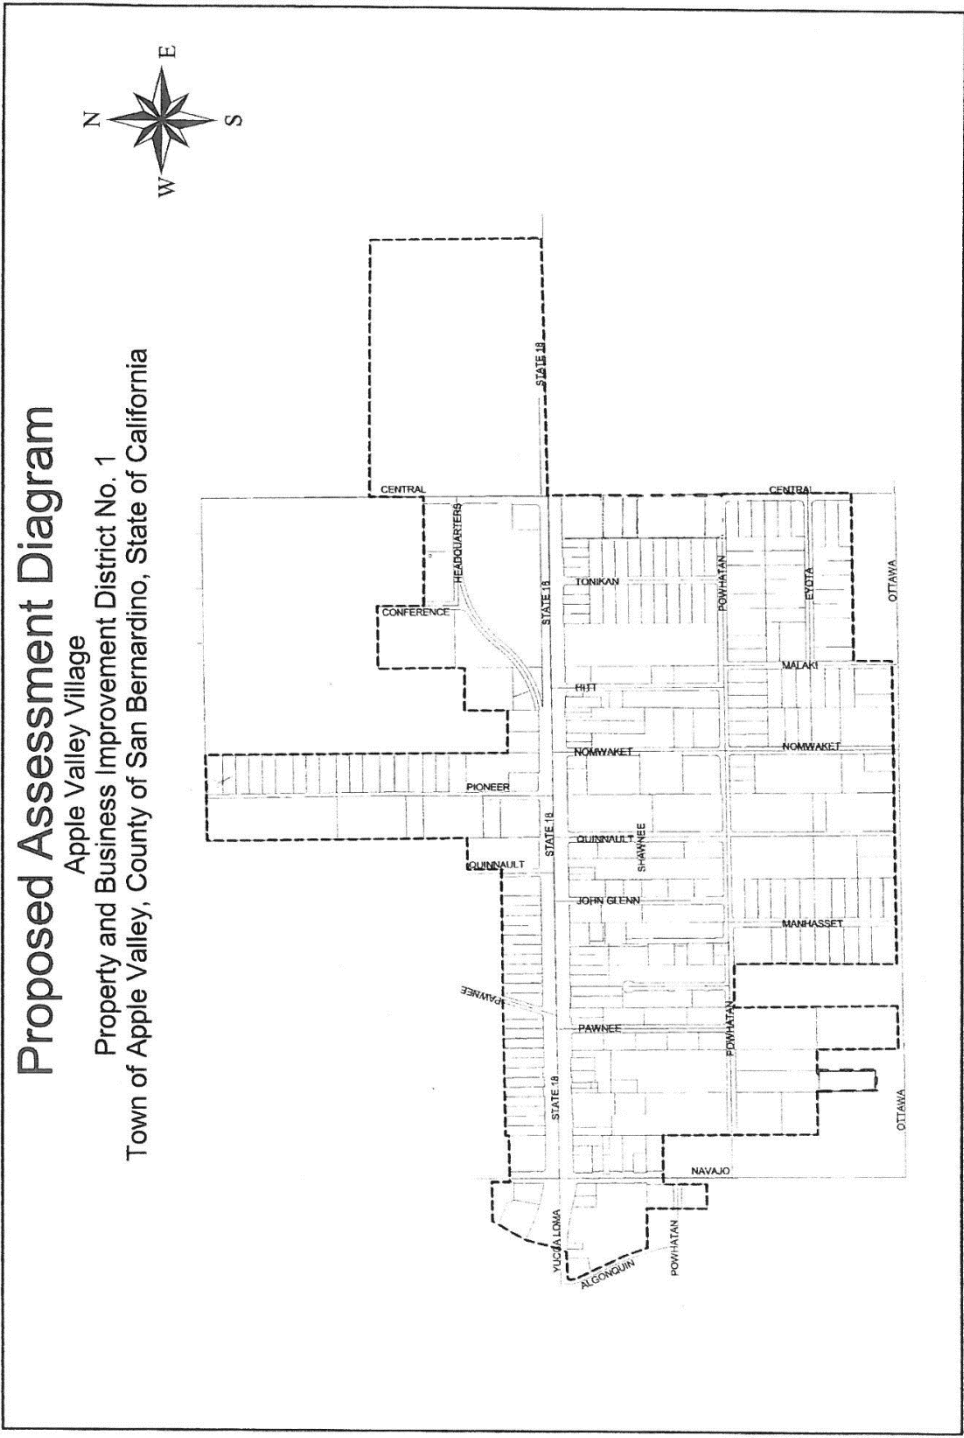 Proposed Assessment Diagram
Apple Valley Village
Property and Business Improvement District No. 1
Town of Apple Valley, County of San Bernardino, State of California
N
E
S
W
STATE 18
CENTRAL
CENTRAL
HEADQUARTERS
CONFERENCE
STATE 18
TONIKAN
POWHATAN
EYOTA
OTTAWA
MALAKI
HITT
NOMWAKET
NOMWAKET
PIONEER
STATE 18
QUINNAULT
QUINNAULT
SHAWNEE
JOHN GLENN
MANHASSET
PAWNEE
PAWNEE
POWHATAN
STATE 18
OTTAWA
NAVAJO
YUCCA LOMA
ALGONQUIN
POWHATAN